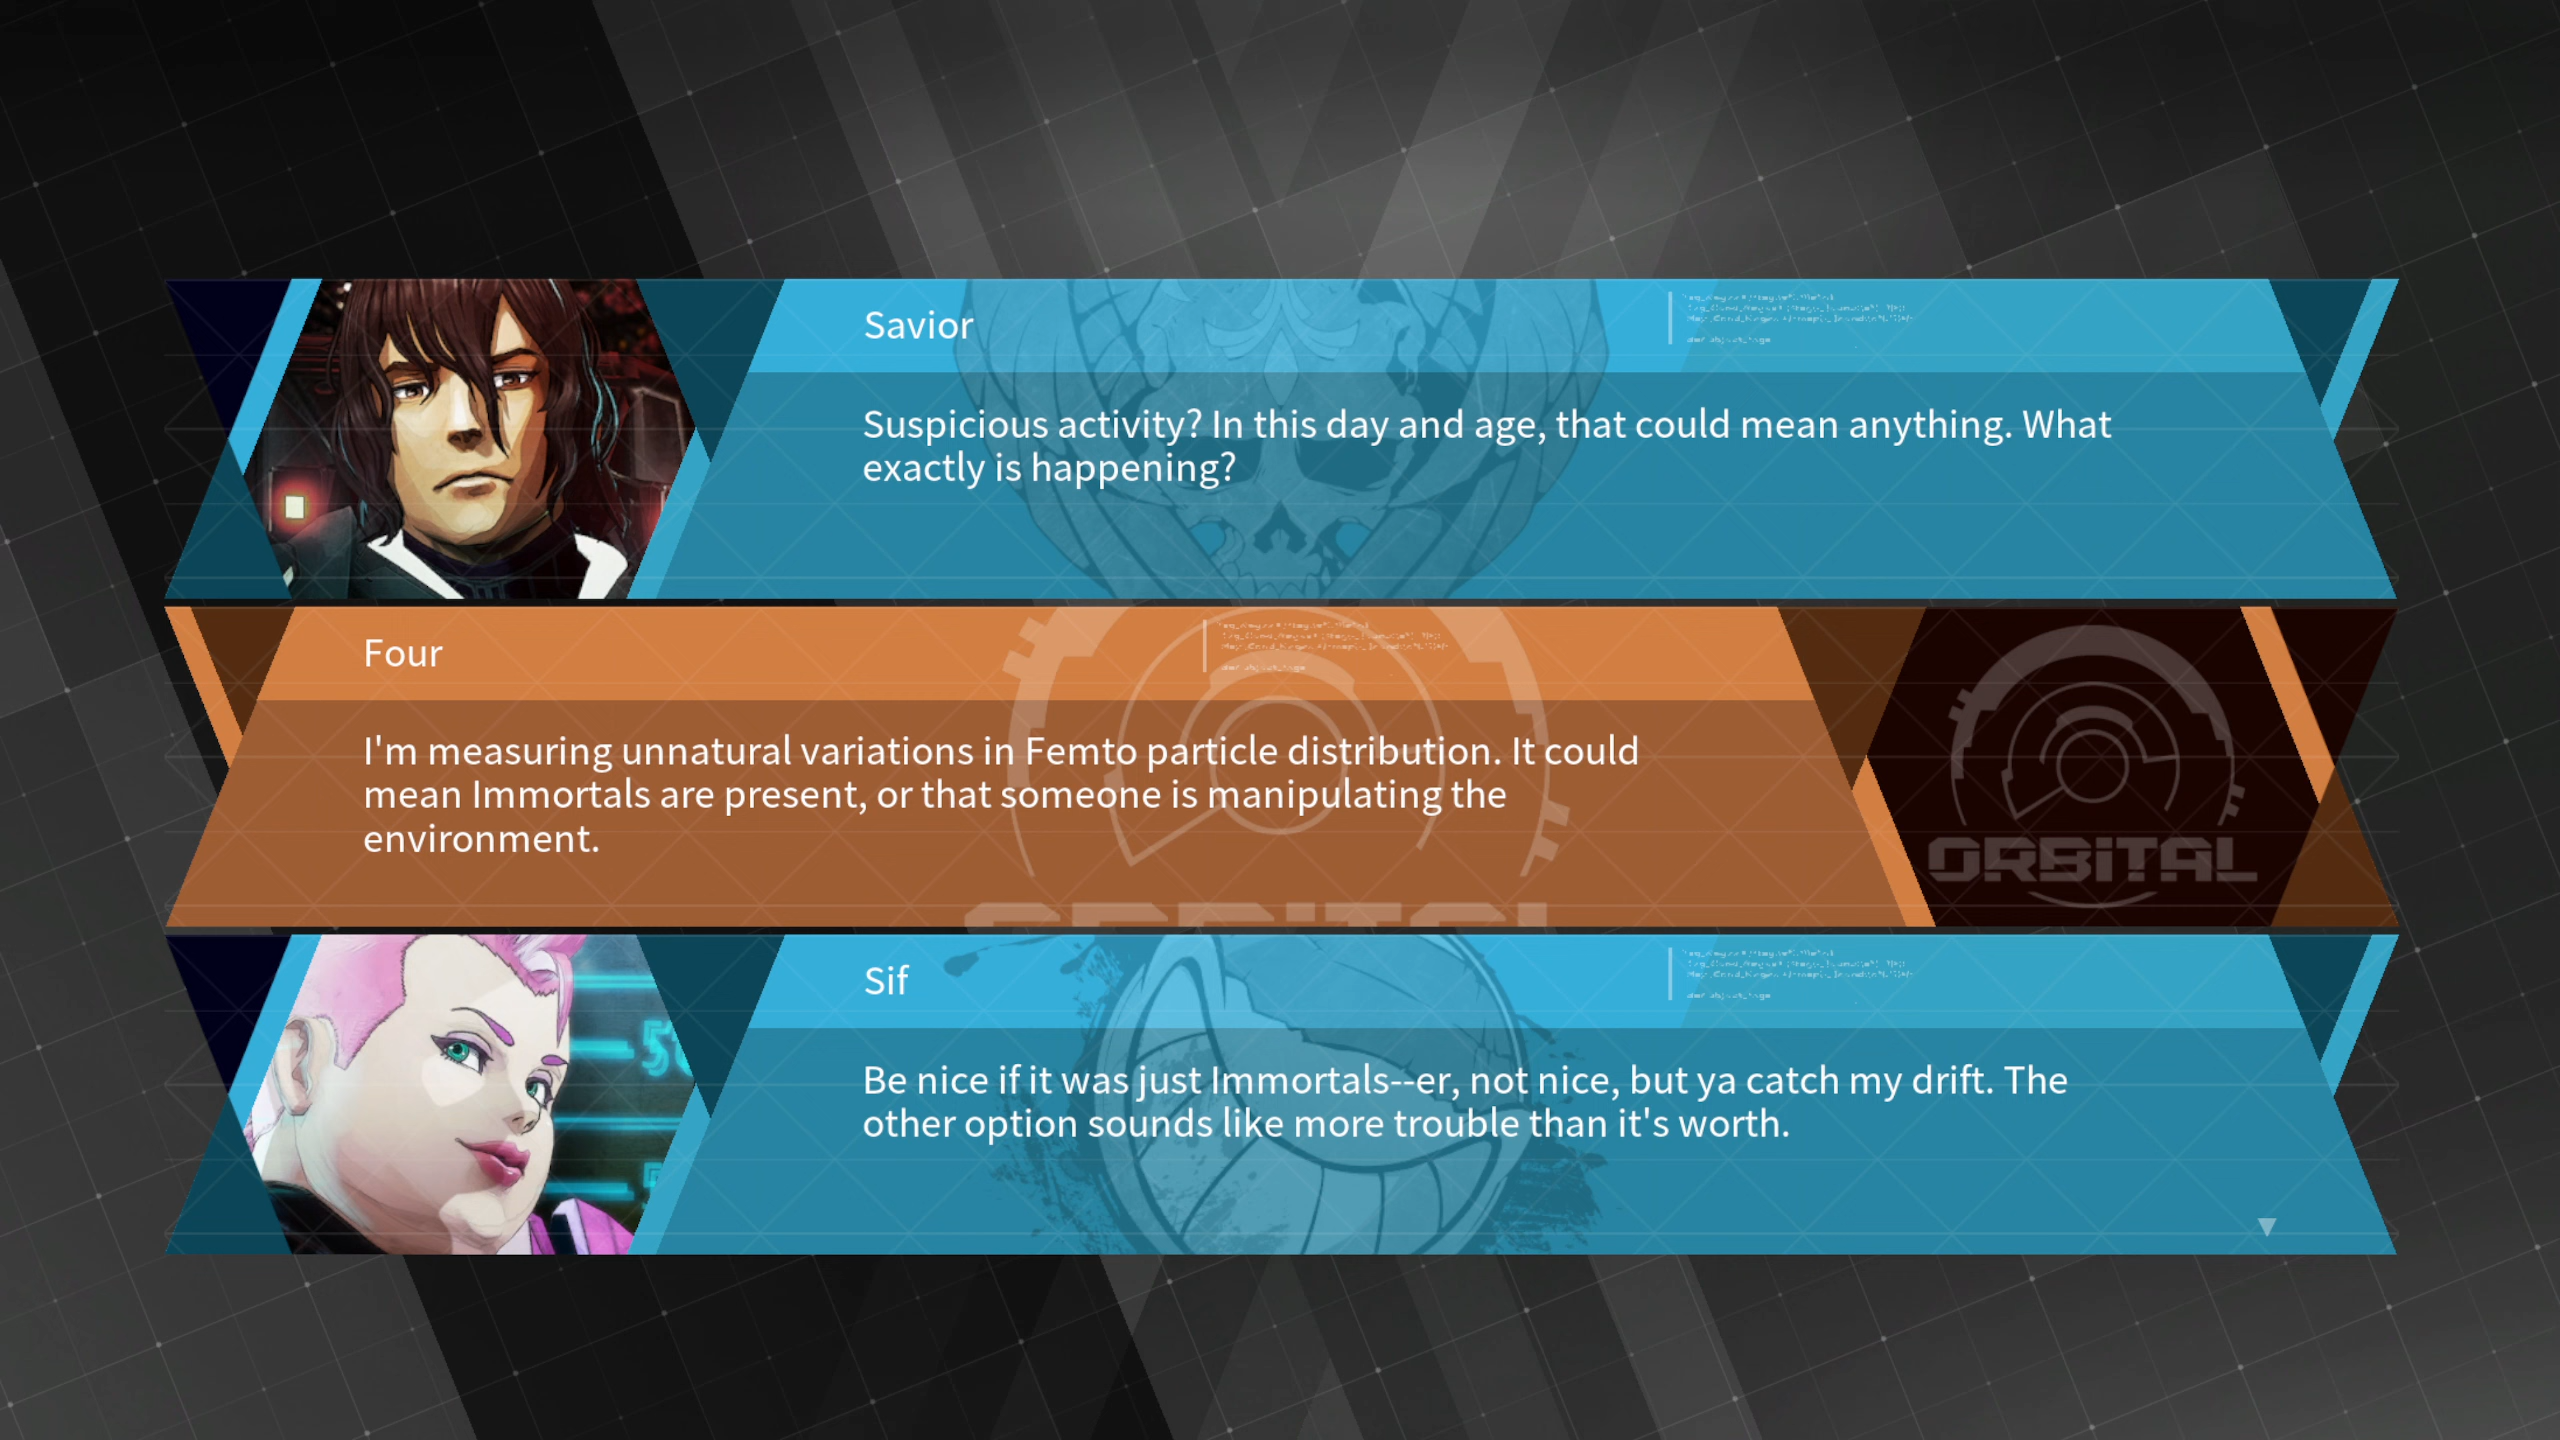 Savior
Suspicious activity? In this day and age, that could mean anything. What
exactly is happening?
Four
I'm measuring unnatural variations in Femto particle distribution. It could
mean Immortals are present, or that someone is manipulating the
environment.
ORBITAL
ORBITAL
Sif
Be nice if it was just Immortals--er, not nice, but ya catch my drift. The
other option sounds like more trouble than it's worth.